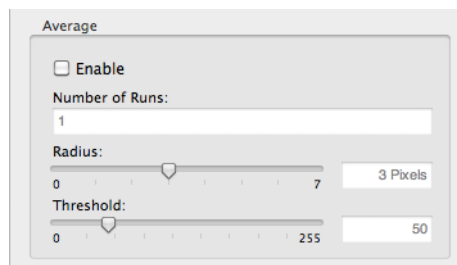 Average
Enable
Number of Runs:
1
Radius:
0 7 3 Pixels
Threshold:
0 255 50